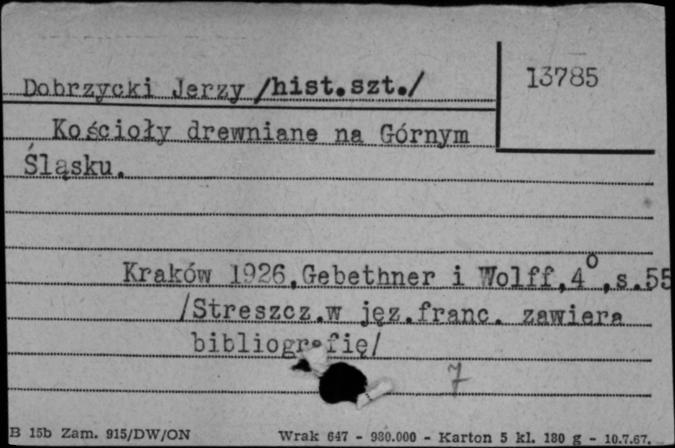 13785
Dobrzycki Jerzy /hist.szt./
Kościoły drewniane na Górnym
Śląsku.
Kraków 1926,Gebethner i Wolff,4°,s.55
/Streszcz.w jęz.franc. zawiera
bibliografię/
7
B 15b Zam. 915/DW/ON Wrak 647 - 980.000 - Karton 5 kl. 180 g - 10.7.67.